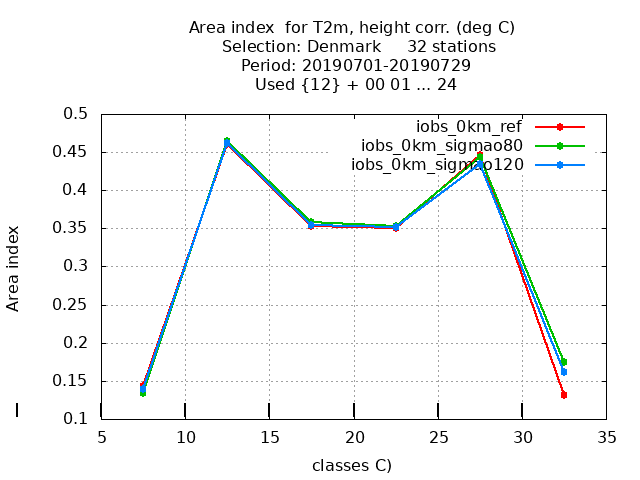 Area index  for T2m, height corr. (deg C)
Selection: Denmark     32 stations
Period: 20190701-20190729
Used {12} + 00 01 ... 24
iobs_0km_ref
iobs_0km_sigmao80
iobs_0km_sigmao120
0.5
0.45
0.4
0.35
0.3
0.25
0.2
0.15
0.1
Area index
5
10
15
20
25
30
35
classes C)